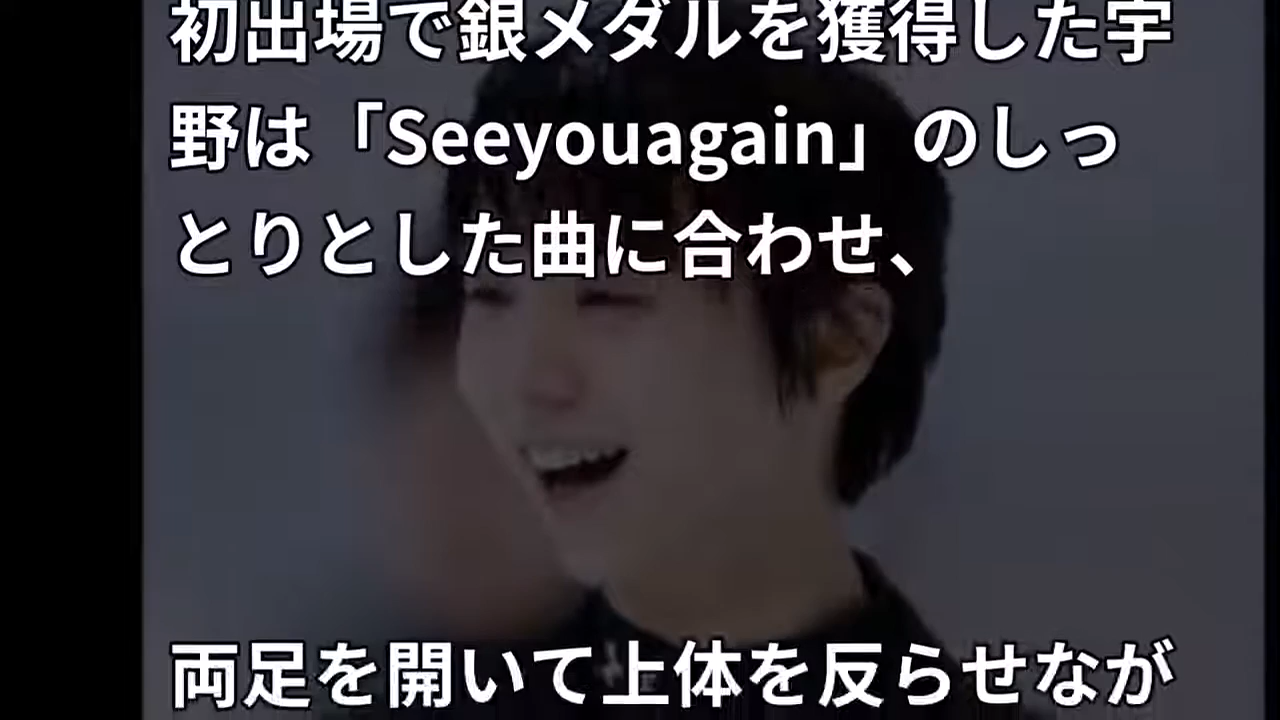 初出場で銀メダルを獲得した宇
野は「Seeyouagain」のしっ
とりとした曲に合わせ、
両足を開いて上体を反らせなが